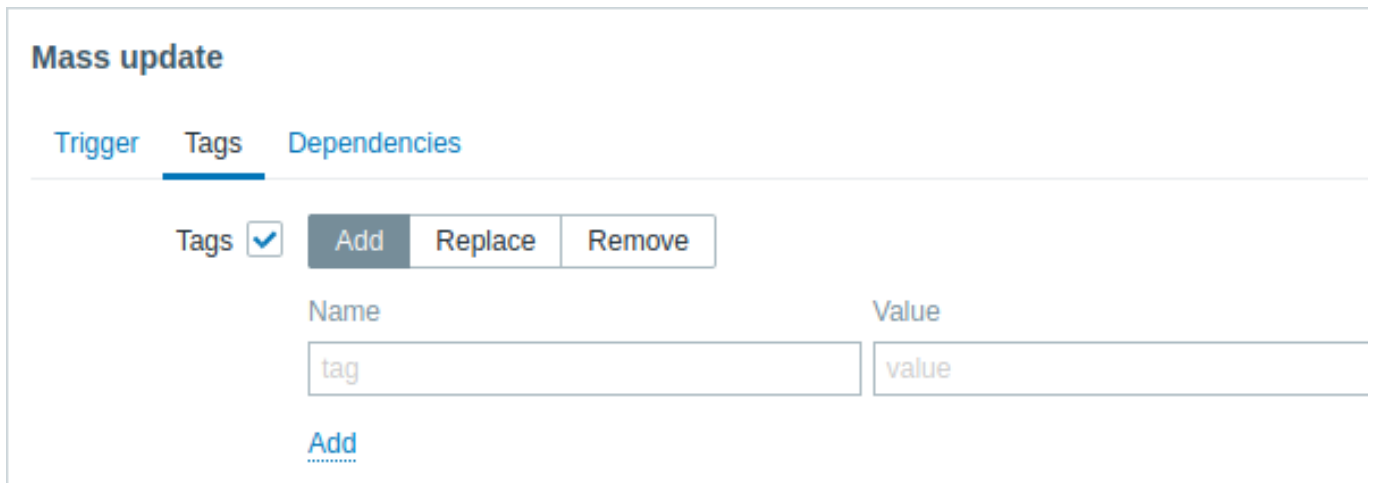 Mass update
Trigger Tags Dependencies
Tags Add Replace Remove
Name Value
tag value
Add